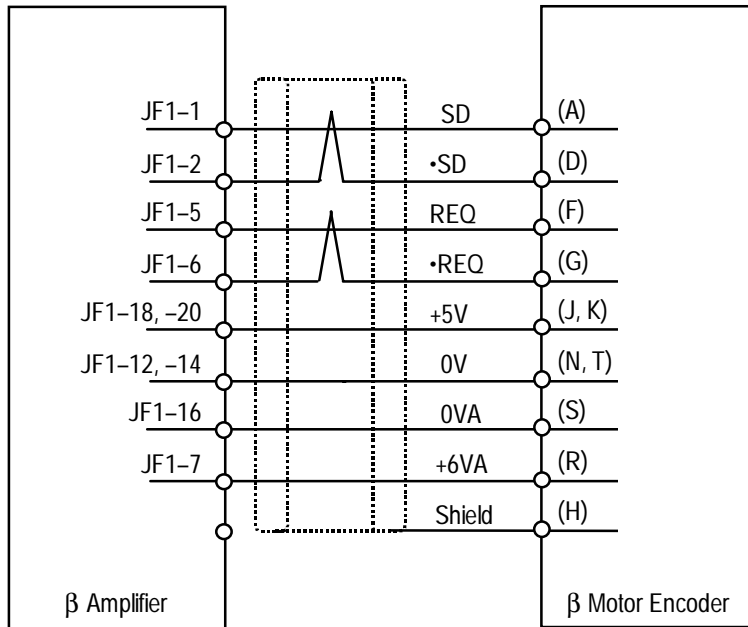 JF1–1 SD (A)
JF1–2 •SD (D)
JF1–5 REQ (F)
JF1–6 •REQ (G)
JF1–18, –20 +5V (J, K)
JF1–12, –14 0V (N, T)
JF1–16 0VA (S)
JF1–7 +6VA (R)
Shield (H)
β Amplifier β Motor Encoder